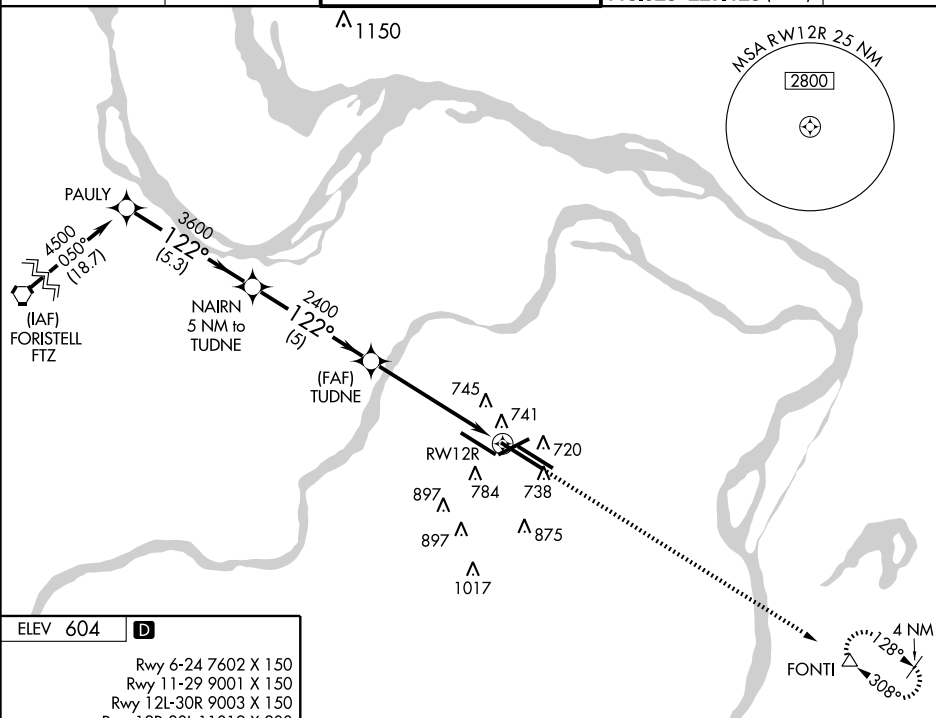 1150
MSA RW12R 25 NM
2800
PAULY
4500
050°
(18.7)
3600
122°
(5.3)
(IAF)
FORISTELL
FTZ
NAIRN
5 NM to
TUDNE
2400
122°
(5)
(FAF)
TUDNE
745
741
720
RW12R
784
738
897
897
875
1017
4 NM
128°
308°
FONTI
ELEV 604 D
Rwy 6-24 7602 X 150
Rwy 11-29 9001 X 150
Rwy 12L-30R 9003 X 150